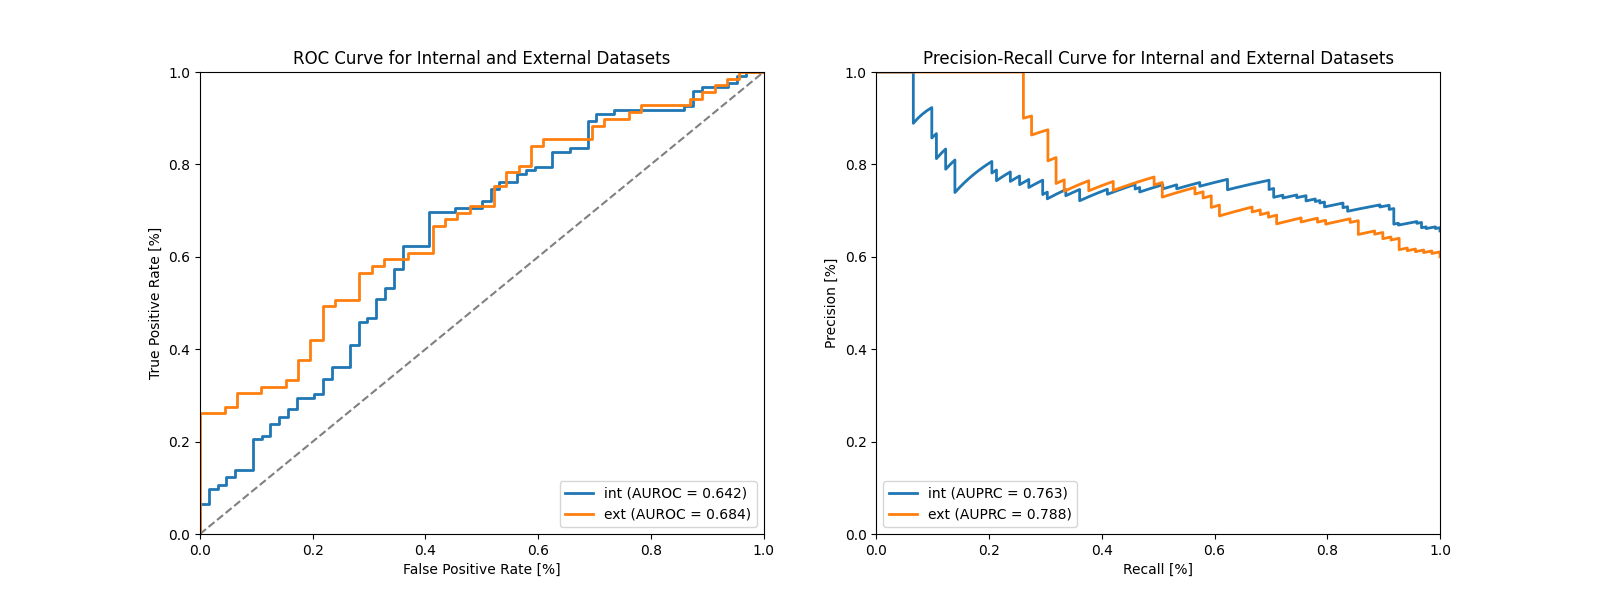 ROC Curve for Internal and External Datasets
1.0
0.8
0.6
0.4
0.2
0.0
True Positive Rate [%]
int (AUROC = 0.642)
ext (AUROC = 0.684)
0.0 0.2 0.4 0.6 0.8 1.0
False Positive Rate [%]
Precision-Recall Curve for Internal and External Datasets
1.0
0.8
0.6
0.4
0.2
0.0
Precision [%]
int (AUPRC = 0.763)
ext (AUPRC = 0.788)
0.0 0.2 0.4 0.6 0.8 1.0
Recall [%]